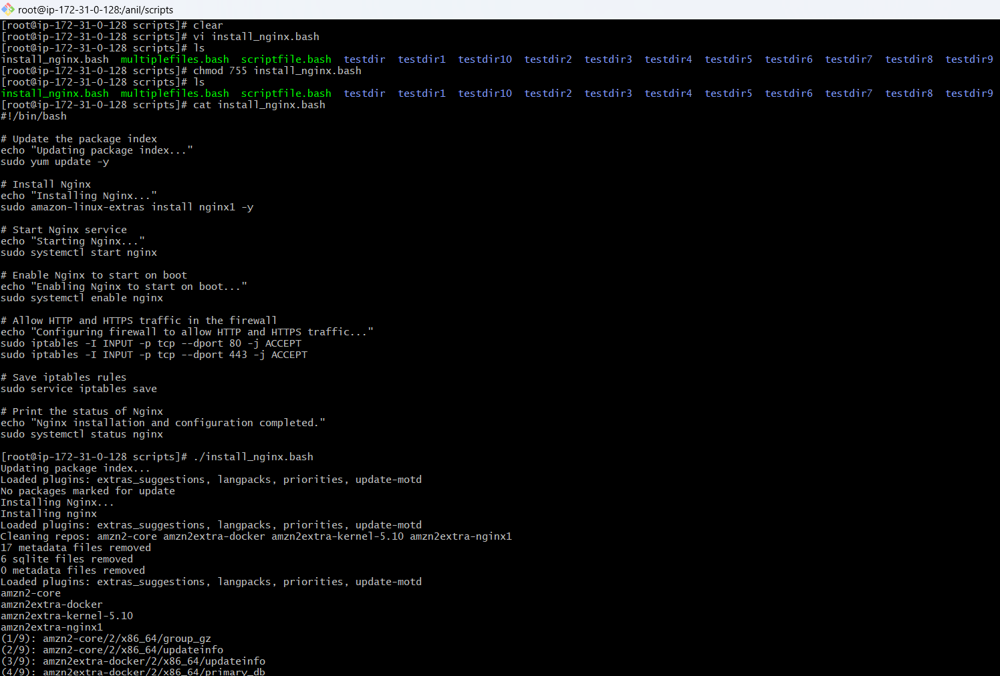 root@ip-172-31-0-128:/anil/scripts
[root@ip-172-31-0-128 scripts]# clear
[root@ip-172-31-0-128 scripts]# vi install_nginx.bash
[root@ip-172-31-0-128 scripts]# ls
install_nginx.bash  multiplefiles.bash  scriptfile.bash  testdir  testdir1  testdir10  testdir2  testdir3  testdir4  testdir5  testdir6  testdir7  testdir8  testdir9
[root@ip-172-31-0-128 scripts]# chmod 755 install_nginx.bash
[root@ip-172-31-0-128 scripts]# ls
install_nginx.bash  multiplefiles.bash  scriptfile.bash  testdir  testdir1  testdir10  testdir2  testdir3  testdir4  testdir5  testdir6  testdir7  testdir8  testdir9
[root@ip-172-31-0-128 scripts]# cat install_nginx.bash
#!/bin/bash

# Update the package index
echo "Updating package index..."
sudo yum update -y

# Install Nginx
echo "Installing Nginx..."
sudo amazon-linux-extras install nginx1 -y

# Start Nginx service
echo "Starting Nginx..."
sudo systemctl start nginx

# Enable Nginx to start on boot
echo "Enabling Nginx to start on boot..."
sudo systemctl enable nginx

# Allow HTTP and HTTPS traffic in the firewall
echo "Configuring firewall to allow HTTP and HTTPS traffic..."
sudo iptables -I INPUT -p tcp --dport 80 -j ACCEPT
sudo iptables -I INPUT -p tcp --dport 443 -j ACCEPT

# Save iptables rules
sudo service iptables save

# Print the status of Nginx
echo "Nginx installation and configuration completed."
sudo systemctl status nginx

[root@ip-172-31-0-128 scripts]# ./install_nginx.bash
Updating package index...
Loaded plugins: extras_suggestions, langpacks, priorities, update-motd
No packages marked for update
Installing Nginx...
Installing nginx
Loaded plugins: extras_suggestions, langpacks, priorities, update-motd
Cleaning repos: amzn2-core amzn2extra-docker amzn2extra-kernel-5.10 amzn2extra-nginx1
17 metadata files removed
6 sqlite files removed
0 metadata files removed
Loaded plugins: extras_suggestions, langpacks, priorities, update-motd
amzn2-core
amzn2extra-docker
amzn2extra-kernel-5.10
amzn2extra-nginx1
(1/9): amzn2-core/2/x86_64/group_gz
(2/9): amzn2-core/2/x86_64/updateinfo
(3/9): amzn2extra-docker/2/x86_64/updateinfo
(4/9): amzn2extra-docker/2/x86_64/primary_db